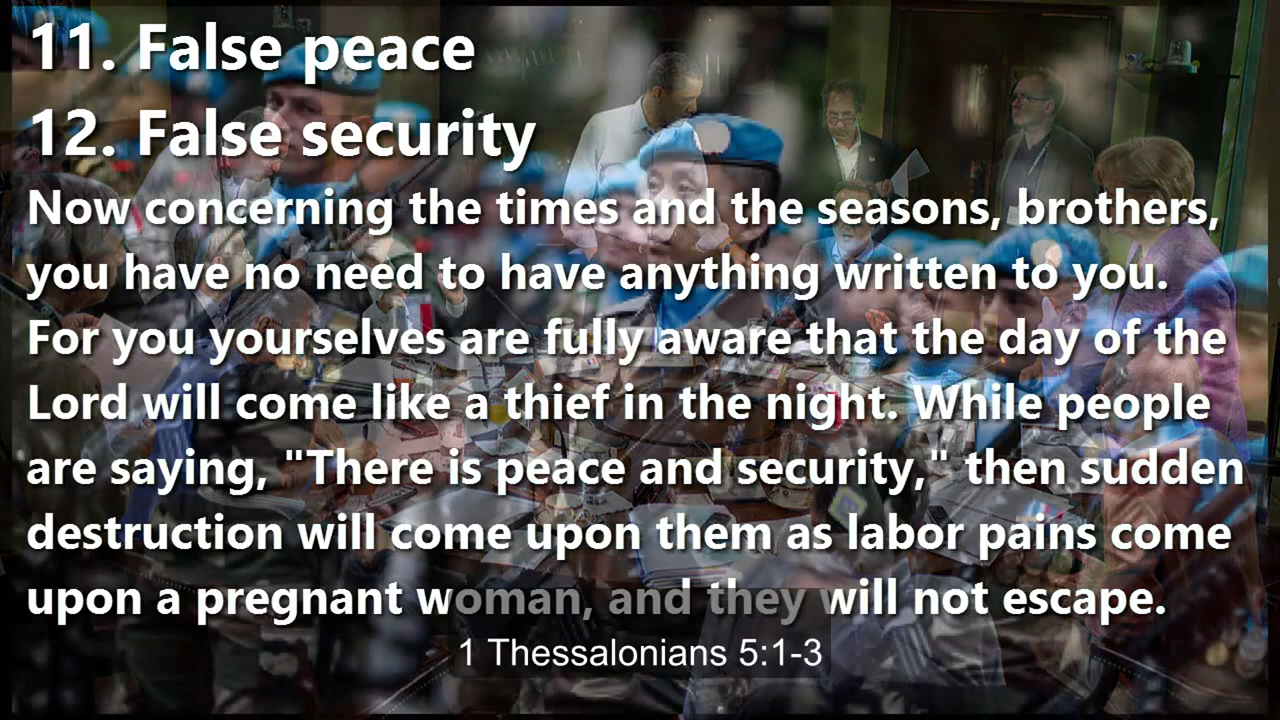 11. False peace
12. False security
Now concerning the times and the seasons, brothers,
you have no need to have anything written to you.
For you yourselves are fully aware that the day of the
Lord will come like a thief in the night. While people
are saying, "There is peace and security," then sudden
destruction will come upon them as labor pains come
upon a pregnant woman, and they will not escape.
1 Thessalonians 5:1-3